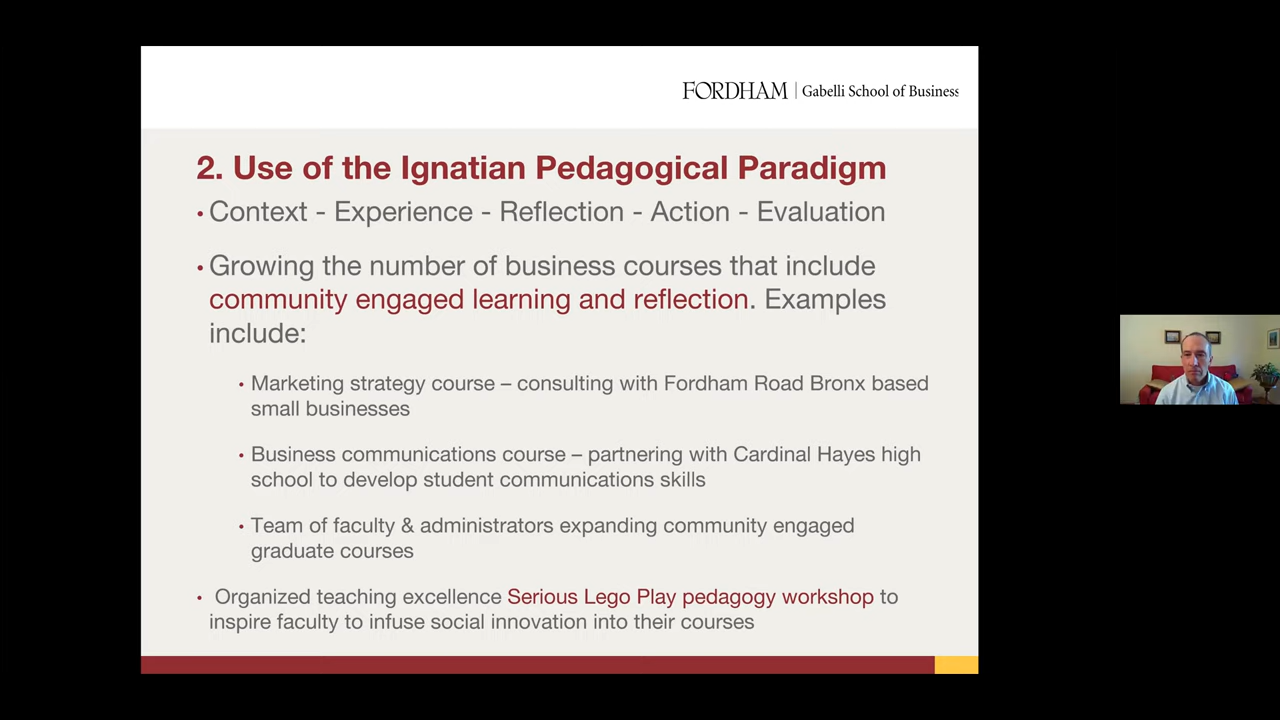 FORDHAM | Gabelli School of Business
2. Use of the Ignatian Pedagogical Paradigm
• Context - Experience - Reflection - Action - Evaluation
• Growing the number of business courses that include
community engaged learning and reflection. Examples
include:
• Marketing strategy course – consulting with Fordham Road Bronx based
small businesses
• Business communications course – partnering with Cardinal Hayes high
school to develop student communications skills
• Team of faculty & administrators expanding community engaged
graduate courses
• Organized teaching excellence Serious Lego Play pedagogy workshop to
inspire faculty to infuse social innovation into their courses